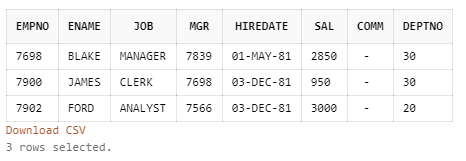 EMPNO ENAME JOB MGR HIREDATE SAL COMM DEPTNO
7698 BLAKE MANAGER 7839 01-MAY-81 2850 - 30
7900 JAMES CLERK 7698 03-DEC-81 950 - 30
7902 FORD ANALYST 7566 03-DEC-81 3000 - 20
Download CSV
3 rows selected.